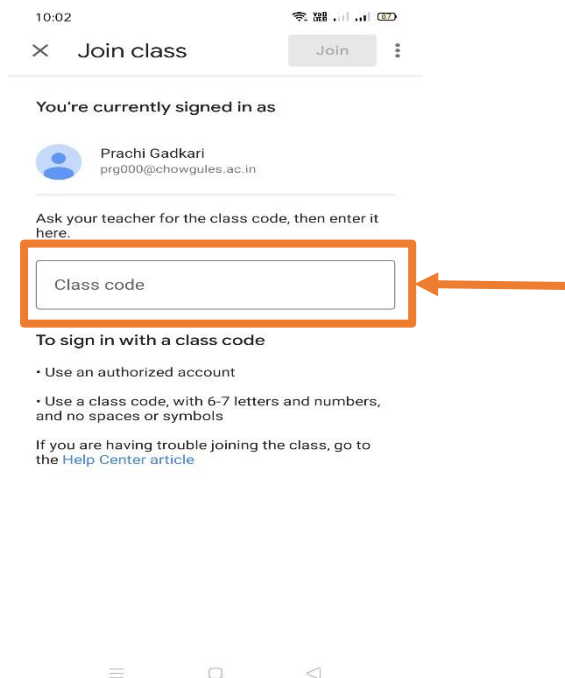 10:02
87
Join class
Join
You're currently signed in as
Prachi Gadkari
prg000@chowgules.ac.in
Ask your teacher for the class code, then enter it
here.
Class code
To sign in with a class code
• Use an authorized account
• Use a class code, with 6-7 letters and numbers,
and no spaces or symbols
If you are having trouble joining the class, go to
the Help Center article